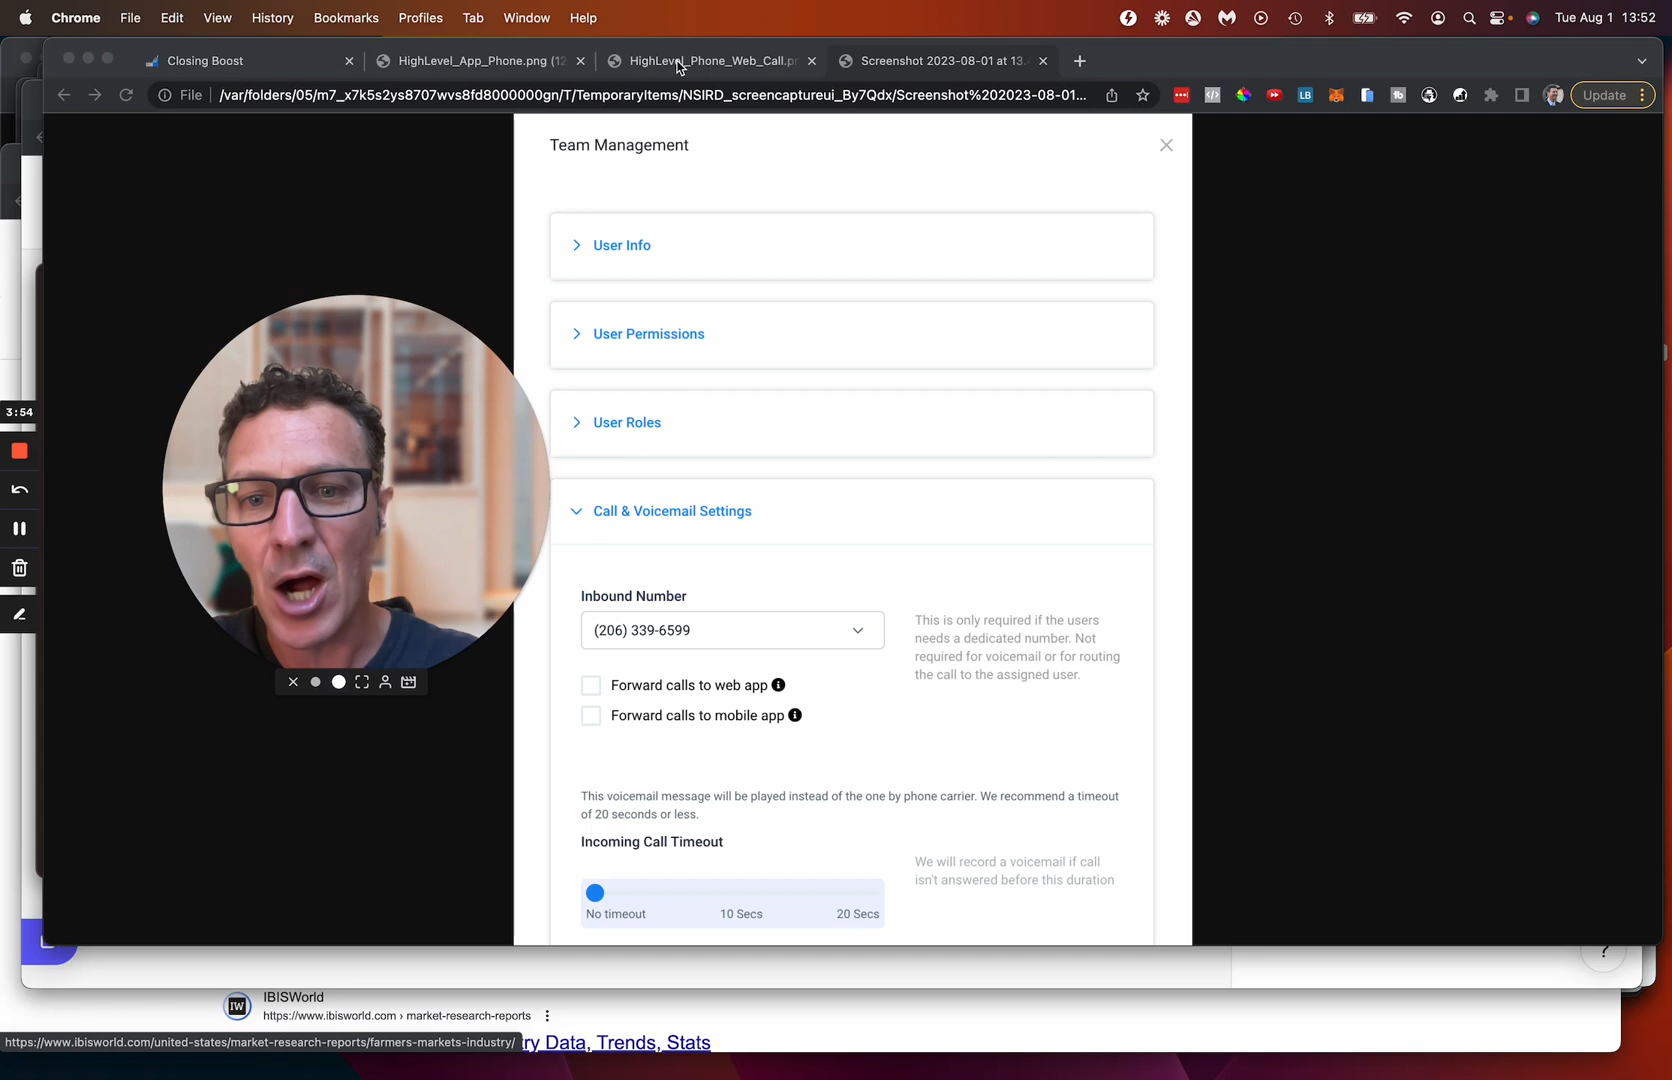 Chrome File Edit View History Bookmarks Profiles Tab Window Help Tue Aug 1 13:52
Closing Boost HighLevel_App_Phone.png (12 HighLevel_Phone_Web_Call.pr Screenshot 2023-08-01 at 13.
File /var/folders/05/m7_x7k5s2ys8707wvs8fd8000000gn/T/TemporaryItems/NSIRD_screencaptureui_By7Qdx/Screenshot%202023-08-01... LB tb Update
Team Management
User Info
User Permissions
User Roles
3:54
Call & Voicemail Settings
Inbound Number
(206) 339-6599
This is only required if the users
needs a dedicated number. Not
required for voicemail or for routing
the call to the assigned user.
Forward calls to web app
Forward calls to mobile app
This voicemail message will be played instead of the one by phone carrier. We recommend a timeout
of 20 seconds or less.
Incoming Call Timeout
We will record a voicemail if call
isn't answered before this duration
No timeout 10 Secs 20 Secs
?
IW
IBISWorld
https://www.ibisworld.com › market-research-reports
https://www.ibisworld.com/united-states/market-research-reports/farmers-markets-industry/
try Data, Trends, Stats